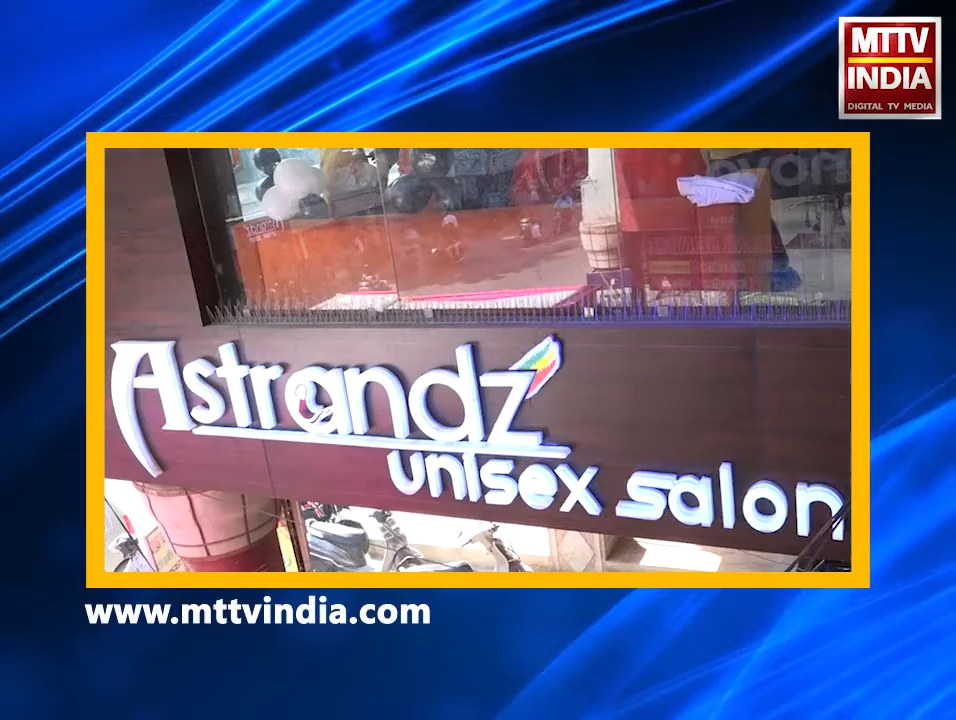 MTTV
INDIA
DIGITAL TV MEDIA
Astrandz
unisex salon
www.mttvindia.com